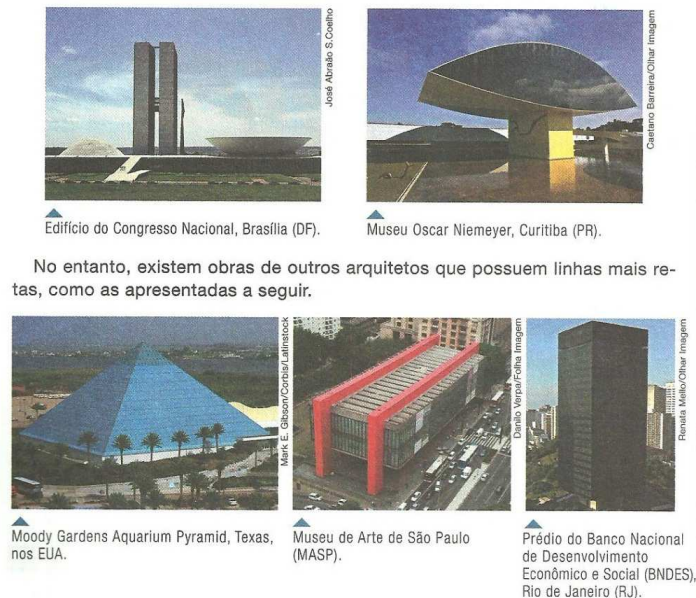 José Abraão S.Coelho
Caetano Barreira/Olhar Imagem
Edifício do Congresso Nacional, Brasília (DF).
Museu Oscar Niemeyer, Curitiba (PR).
No entanto, existem obras de outros arquitetos que possuem linhas mais re-
tas, como as apresentadas a seguir.
Mark E. Gibson/Corbis/Latinstock
Danilo Verpa/Folha Imagem
Renata Mello/Olhar Imagem
Moody Gardens Aquarium Pyramid, Texas,
nos EUA.
Museu de Arte de São Paulo
(MASP).
Prédio do Banco Nacional
de Desenvolvimento
Econômico e Social (BNDES),
Rio de Janeiro (RJ).